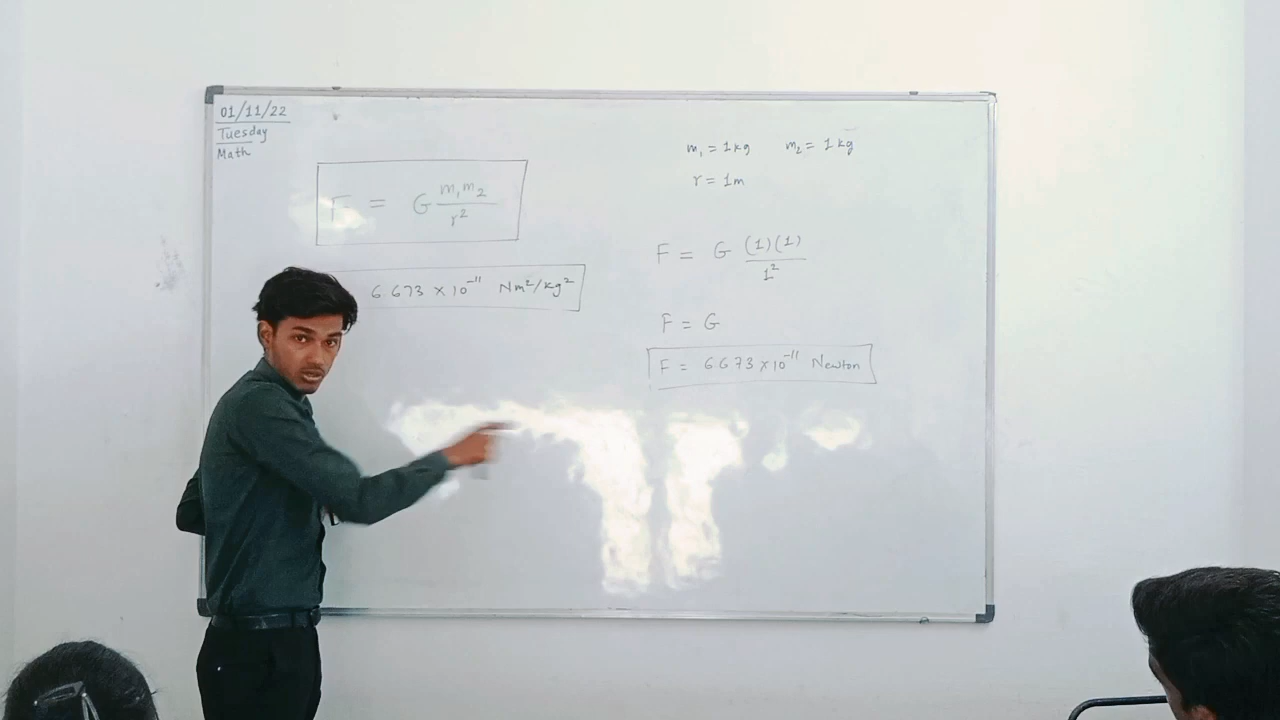 01/11/22
Tuesday
Math
F = G m₁m₂/r²
6.673 × 10⁻¹¹ Nm²/kg²
m₁ = 1kg m₂ = 1kg
r = 1m
F = G (1)(1)/1²
F = G
F = 6.673×10⁻¹¹ Newton